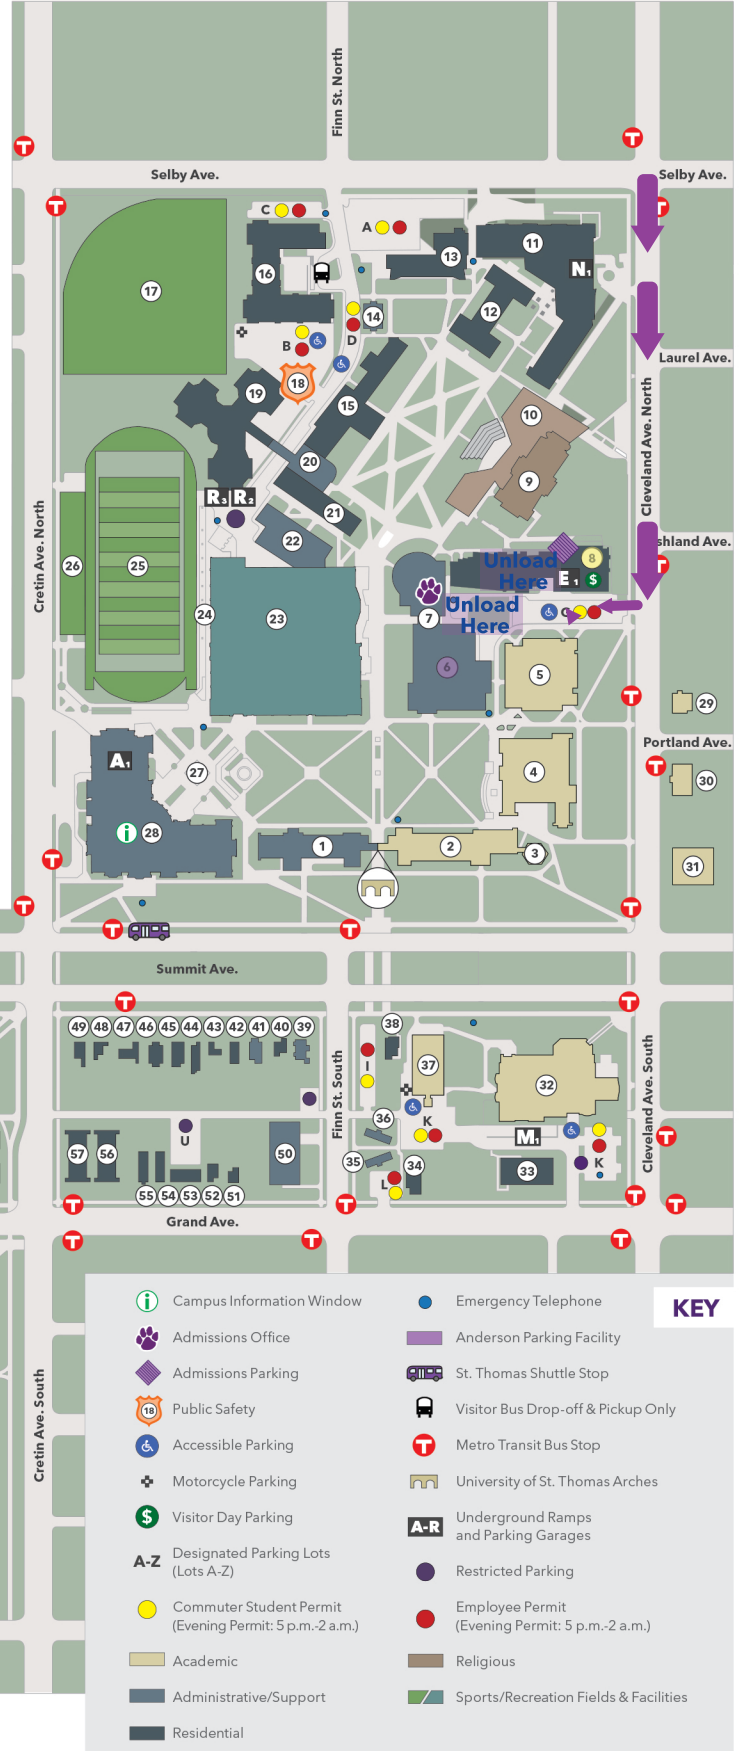 Finn St. North
Selby Ave.
Selby Ave.
C
A
11
13
16
N1
17
14
12
D
B
Laurel Ave.
18
19
15
10
Cleveland Ave. North
20
9
R3 R2
21
Cretin Ave. North
22
shland Ave.
26
25
Unload
Here
8
E1
$
24
23
7
Unload
Here
G
6
5
29
Portland Ave.
A1
27
4
30
i
28
1
2
3
31
Summit Ave.
49 48 47 46 45 44 43 42 41 40 39
38
Finn St. South
I
37
32
Cleveland Ave. South
36
K
U
M1
K
57 56
50
35
34
33
L
55 54 53 52 51
Grand Ave.
Cretin Ave. South
KEY
i Campus Information Window
Emergency Telephone
Admissions Office
Anderson Parking Facility
Admissions Parking
St. Thomas Shuttle Stop
18 Public Safety
Visitor Bus Drop-off & Pickup Only
Accessible Parking
T Metro Transit Bus Stop
Motorcycle Parking
University of St. Thomas Arches
$ Visitor Day Parking
A-R Underground Ramps
and Parking Garages
A-Z Designated Parking Lots
(Lots A-Z)
Restricted Parking
Commuter Student Permit
(Evening Permit: 5 p.m.-2 a.m.)
Employee Permit
(Evening Permit: 5 p.m.-2 a.m.)
Academic
Religious
Administrative/Support
Sports/Recreation Fields & Facilities
Residential